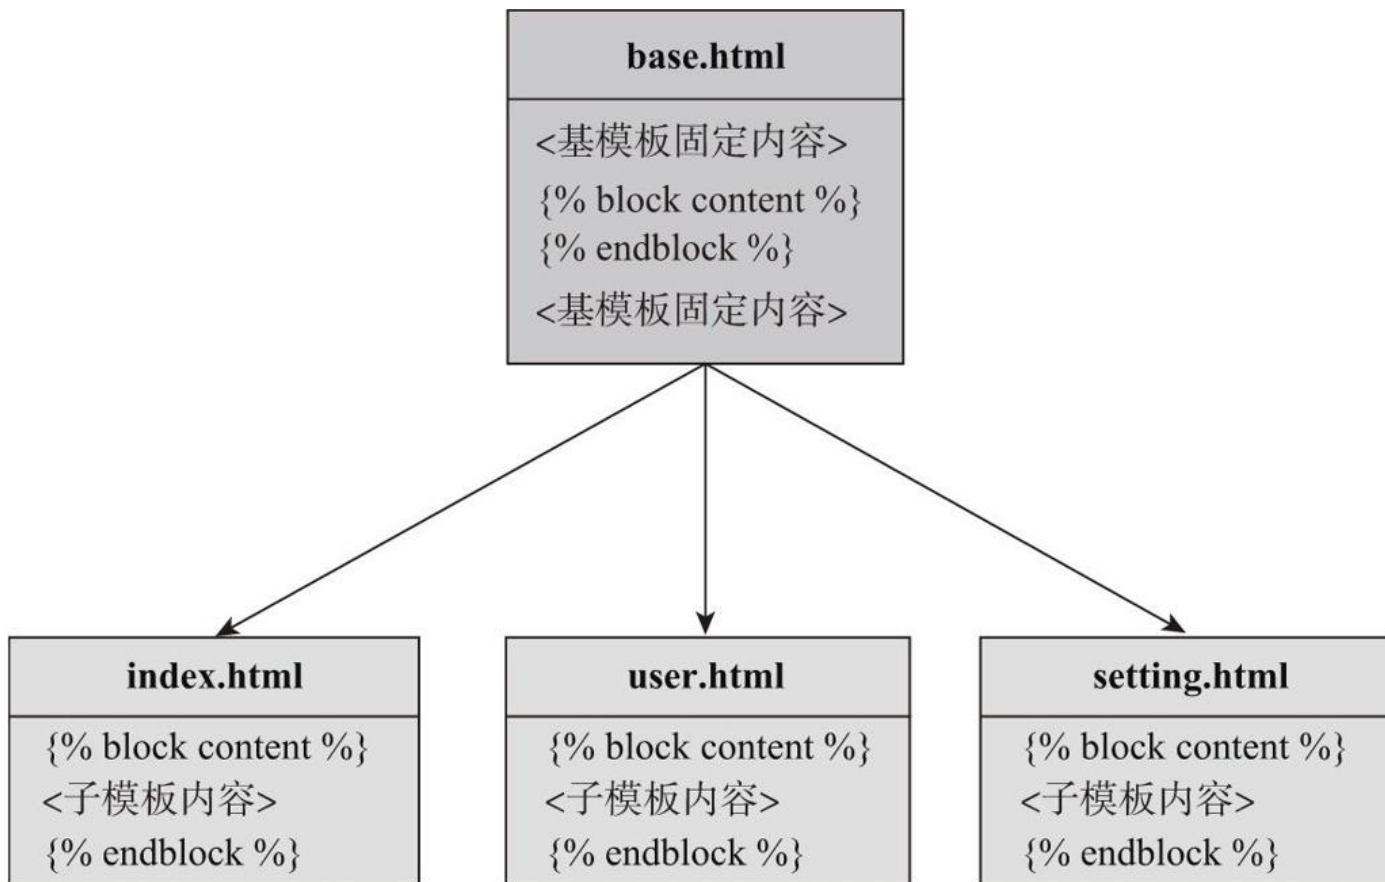 base.html
<基模板固定内容>
{% block content %}
{% endblock %}
<基模板固定内容>
index.html
{% block content %}
<子模板内容>
{% endblock %}
user.html
{% block content %}
<子模板内容>
{% endblock %}
setting.html
{% block content %}
<子模板内容>
{% endblock %}